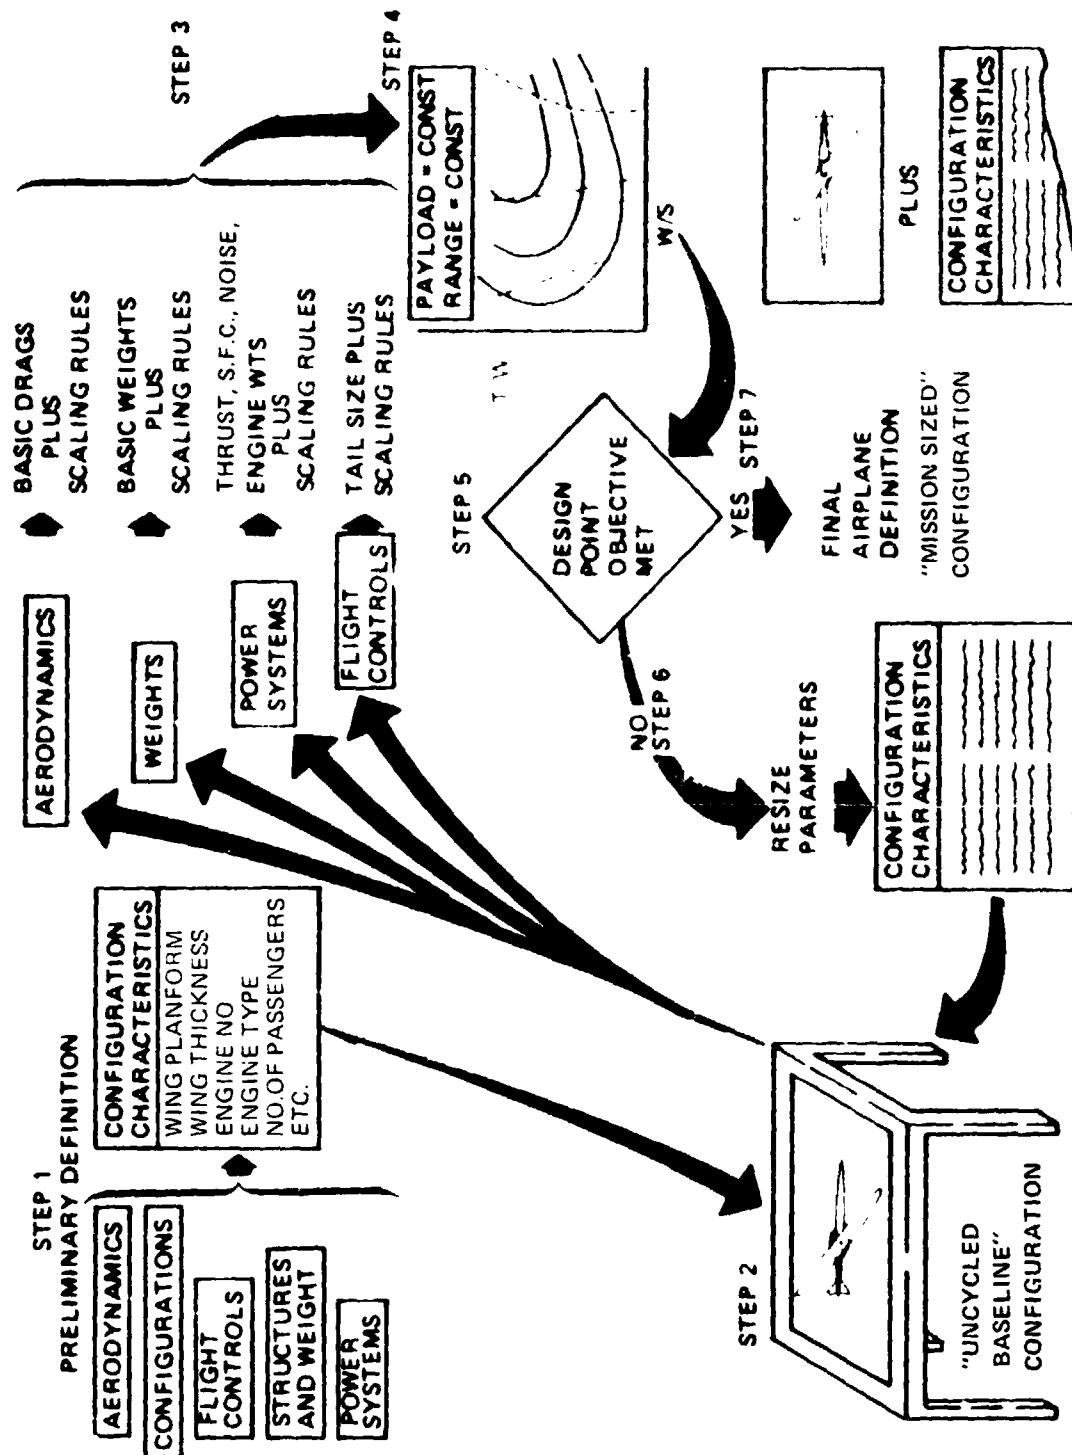 STEP 1
PRELIMINARY DEFINITION
AERODYNAMICS
CONFIGURATIONS
FLIGHT
CONTROLS
STRUCTURES
AND WEIGHT
POWER
SYSTEMS
CONFIGURATION
CHARACTERISTICS
WING PLANFORM
WING THICKNESS
ENGINE NO
ENGINE TYPE
NO. OF PASSENGERS
ETC.
STEP 2
"UNCYCLED
BASELINE"
CONFIGURATION
AERODYNAMICS
WEIGHTS
POWER
SYSTEMS
FLIGHT
CONTROLS
BASIC DRAGS
PLUS
SCALING RULES
BASIC WEIGHTS
PLUS
SCALING RULES
THRUST, S.F.C., NOISE,
ENGINE WTS
PLUS
SCALING RULES
TAIL SIZE PLUS
SCALING RULES
STEP 3
STEP 4
PAYLOAD = CONST
RANGE = CONST
W/S
STEP 5
DESIGN
POINT
OBJECTIVE
MET
NO
STEP 6
RESIZE
PARAMETERS
CONFIGURATION
CHARACTERISTICS
YES
STEP 7
FINAL
AIRPLANE
DEFINITION
"MISSION SIZED"
CONFIGURATION
PLUS
CONFIGURATION
CHARACTERISTICS